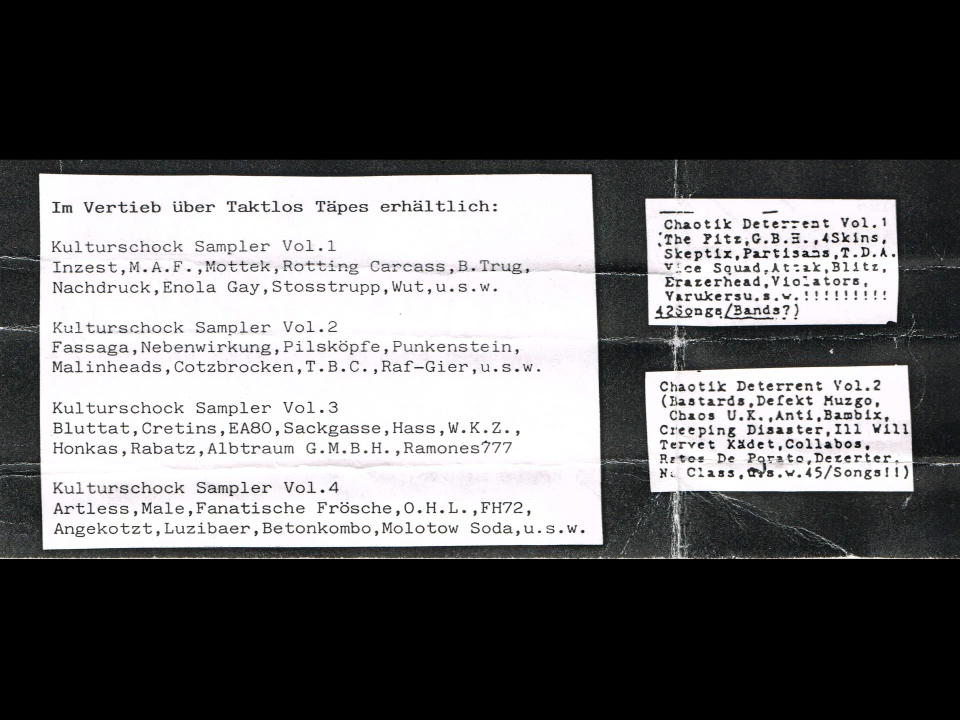 Im Vertieb über Taktlos Täpes erhältlich:
Kulturschock Sampler Vol.1
Inzest,M.A.F.,Mottek,Rotting Carcass,B.Trug,
Nachdruck,Enola Gay,Stosstrupp,Wut,u.s.w.
Kulturschock Sampler Vol.2
Fassaga,Nebenwirkung,Pilsköpfe,Punkenstein,
Malinheads,Cotzbrocken,T.B.C.,Raf-Gier,u.s.w.
Kulturschock Sampler Vol.3
Bluttat,Cretins,EA80,Sackgasse,Hass,W.K.Z.,
Honkas,Rabatz,Albtraum G.M.B.H.,Ramones777
Kulturschock Sampler Vol.4
Artless,Male,Fanatische Frösche,O.H.L.,FH72,
Angekotzt,Luzibaer,Betonkombo,Molotow Soda,u.s.w.
Chaotik Deterrent Vol.1
The Pitz,G.B.H.,4Skins,
Skeptix,Partisans,T.D.A.
Vice Squad,Attak,Blitz,
Erazerhead,Violators,
Varukersu.s.w.!!!!!!!!!
42Songs/Bands?)
Chaotik Deterrent Vol.2
(Bastards,Defekt Muzgo,
Chaos U.K.,Anti,Bambix,
Creeping Disaster,Ill Will
Tervet Kädet,Collabos,
Ratos De Porato,Dezerter,
No Class,u.s.w.45/Songs!!)